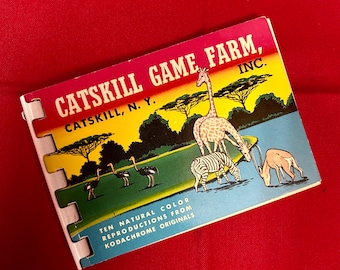 CATSKILL GAME FARM,
INC.
CATSKILL, N. Y.
TEN NATURAL COLOR
REPRODUCTIONS FROM
KODACHROME ORIGINALS